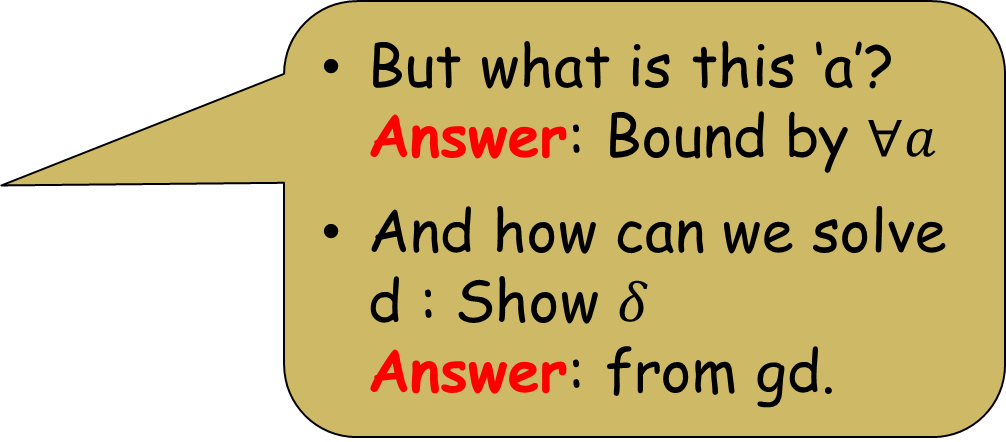 • But what is this ‘a’?
Answer: Bound by ∀𝑎
• And how can we solve
d : Show 𝛿
Answer: from gd.